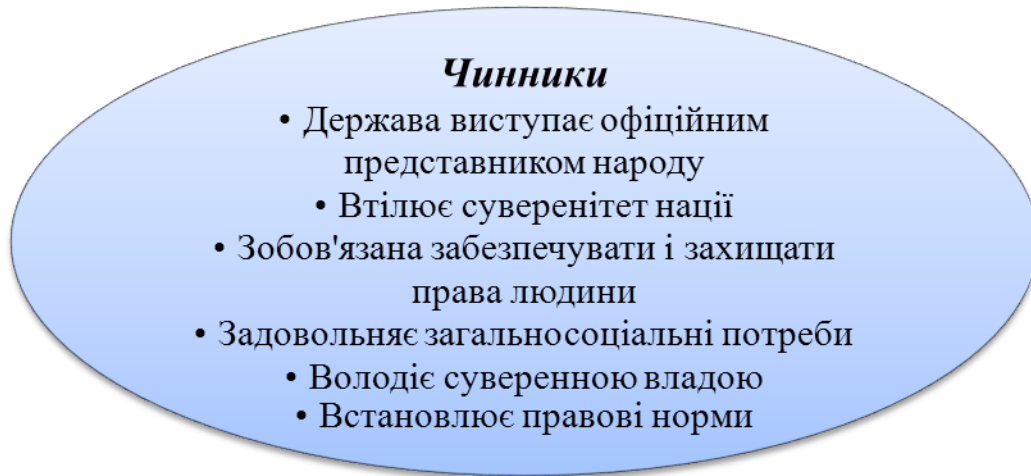 Чинники
• Держава виступає офіційним
представником народу
• Втілює суверенітет нації
• Зобов'язана забезпечувати і захищати
права людини
• Задовольняє загальносоціальні потреби
• Володіє суверенною владою
• Встановлює правові норми